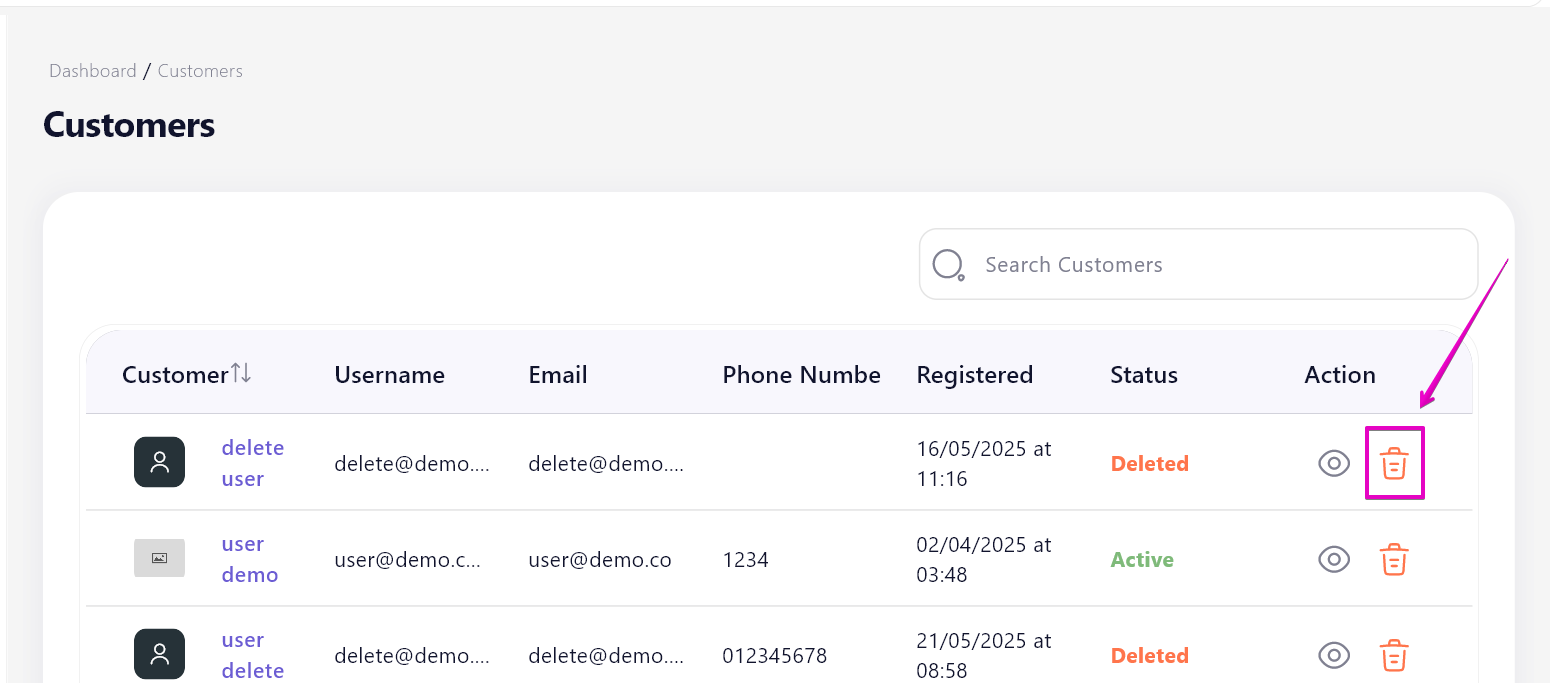 Dashboard / Customers
Customers
Search Customers
Customer Username Email Phone Numbe Registered Status Action
delete user delete@demo.... delete@demo.... 16/05/2025 at 11:16 Deleted
user demo user@demo.c... user@demo.co 1234 02/04/2025 at 03:48 Active
user delete delete@demo.... delete@demo.... 012345678 21/05/2025 at 08:58 Deleted